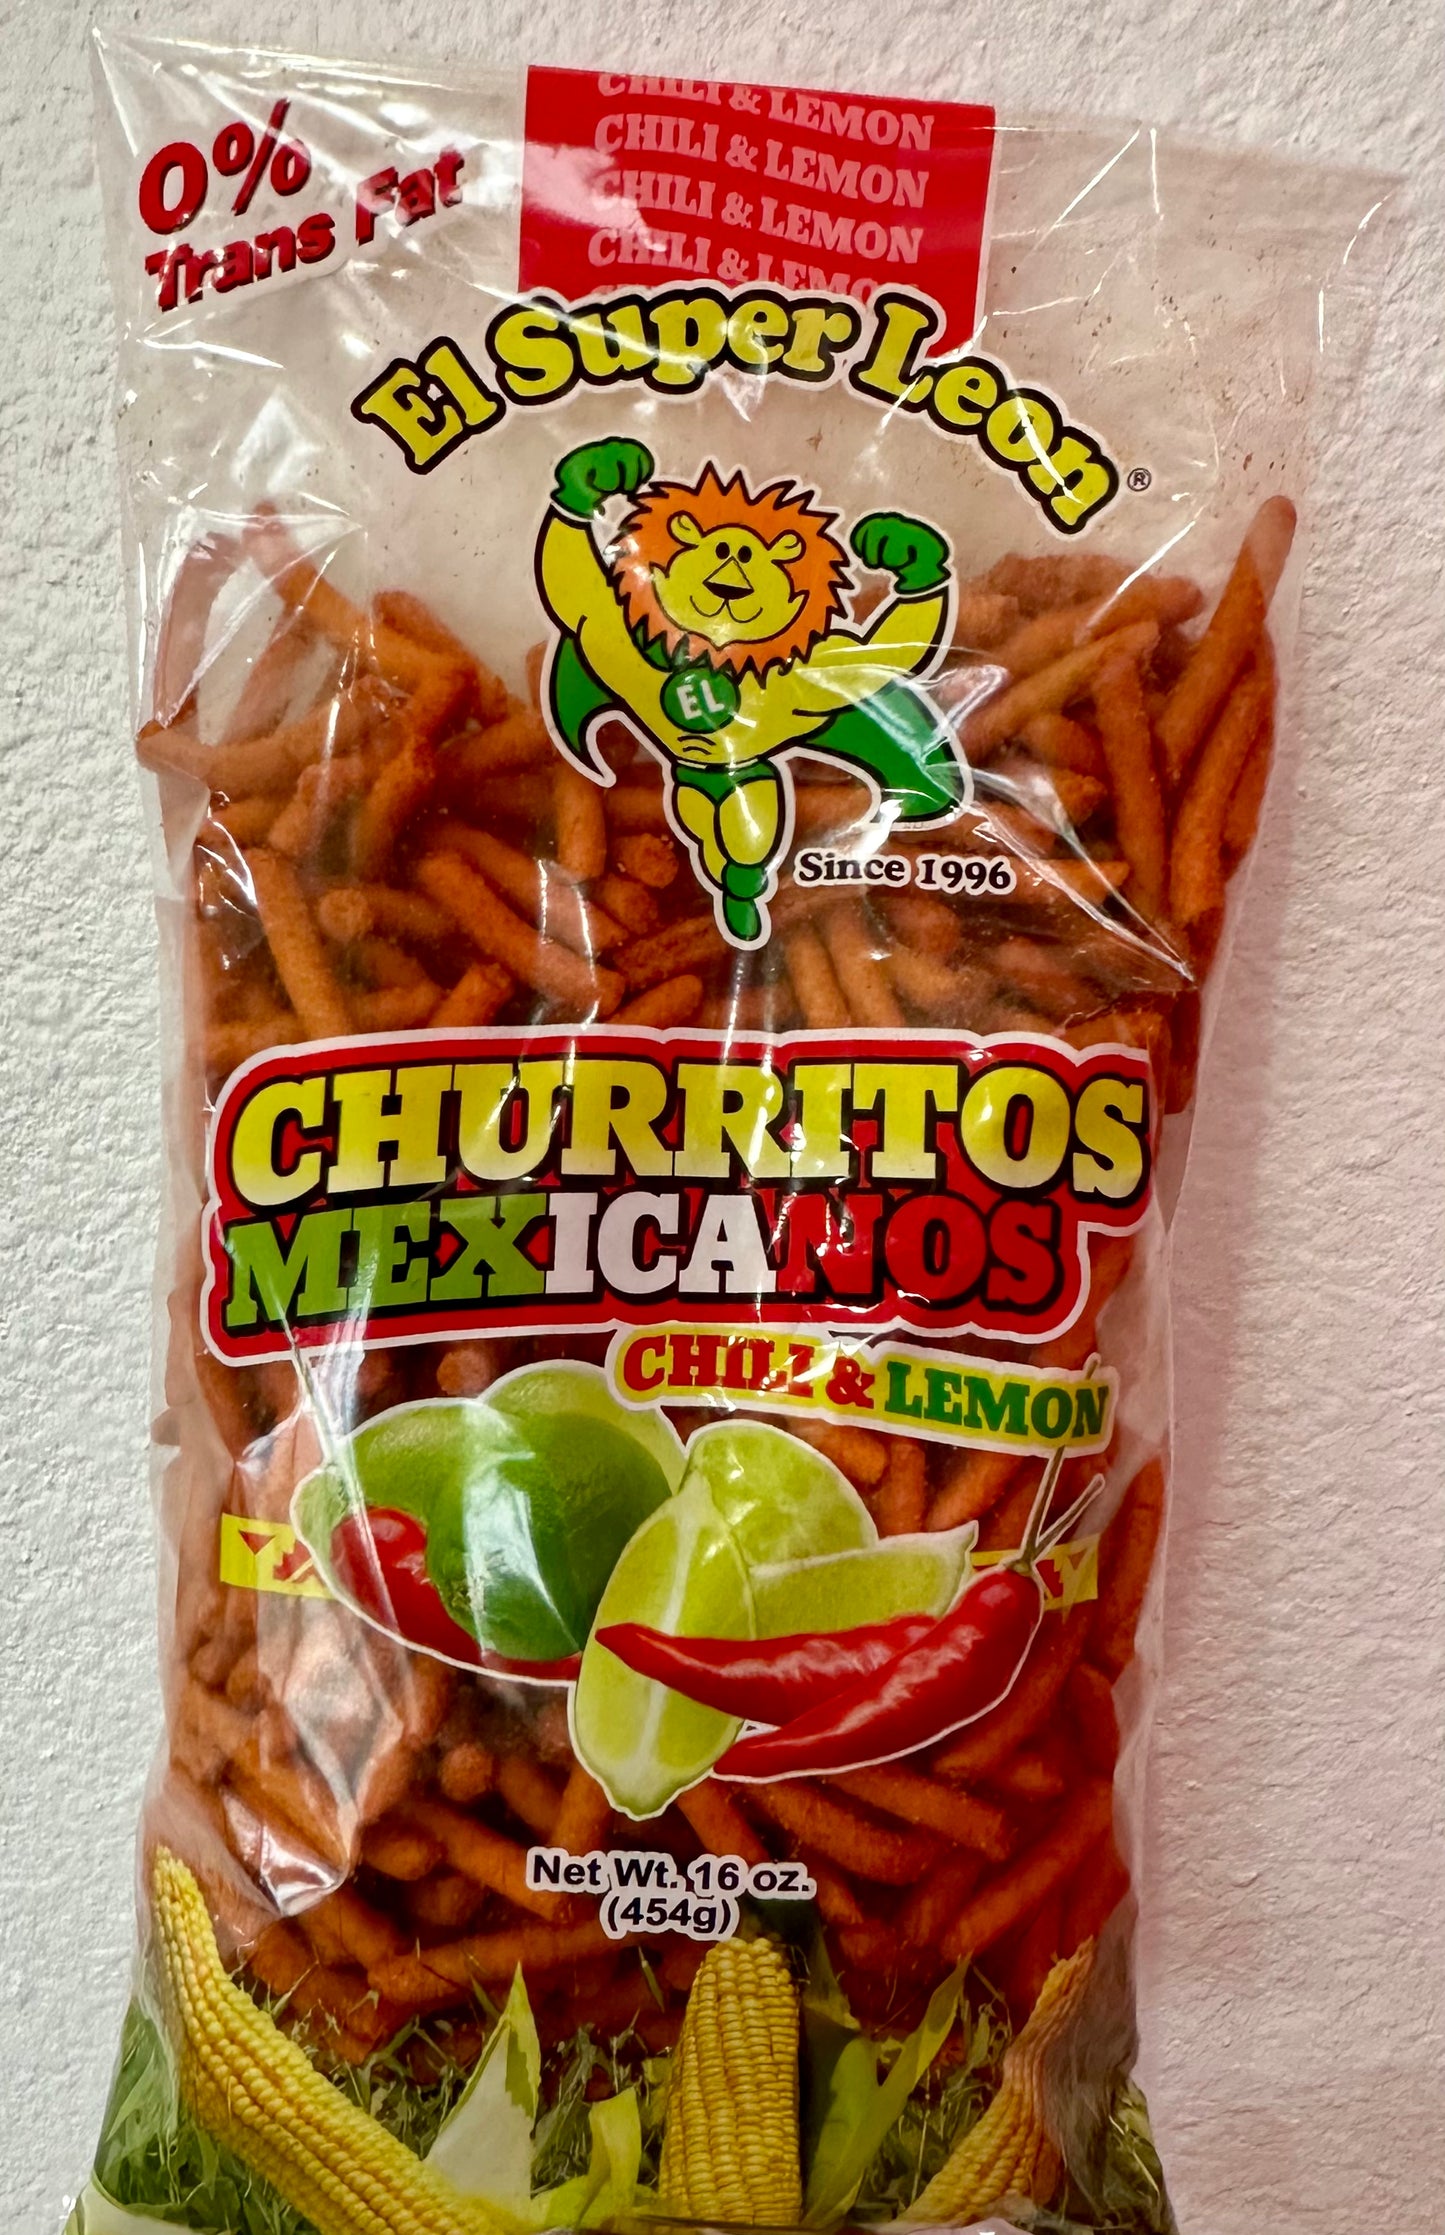 0%
Trans Fat
CHILI & LEMON
CHILI & LEMON
CHILI & LEMON
CHILI & LEMON
El Super Leon ®
EL
Since 1996
CHURRITOS
MEXICANOS
CHILI & LEMON
Net Wt. 16 oz.
(454g)